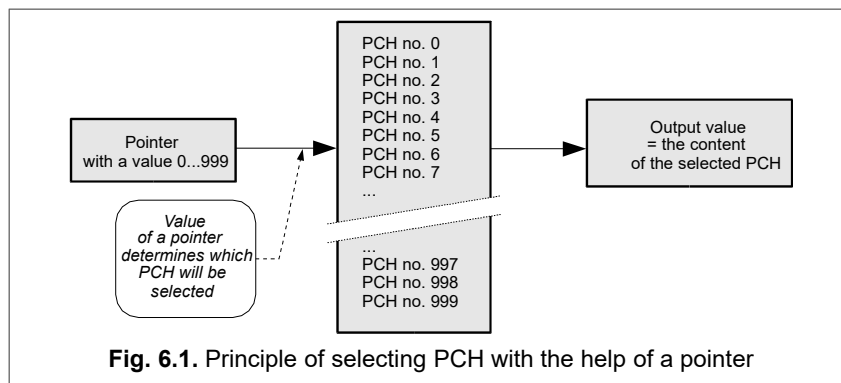 Pointer
with a value 0...999
Value
of a pointer
determines which
PCH will be
selected
PCH no. 0
PCH no. 1
PCH no. 2
PCH no. 3
PCH no. 4
PCH no. 5
PCH no. 6
PCH no. 7
...
...
PCH no. 997
PCH no. 998
PCH no. 999
Output value
= the content
of the selected PCH
Fig. 6.1. Principle of selecting PCH with the help of a pointer